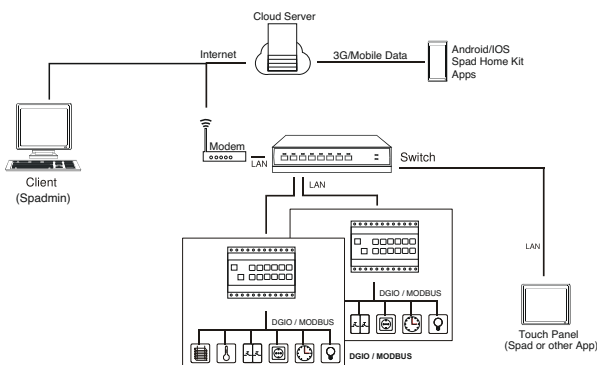 Cloud Server
Internet
3G/Mobile Data
Android/IOS
Spad Home Kit
Apps
Modem
LAN
Switch
Client
(Spadmin)
LAN
LAN
DGIO / MODBUS
DGIO / MODBUS
DGIO / MODBUS
Touch Panel
(Spad or other App)